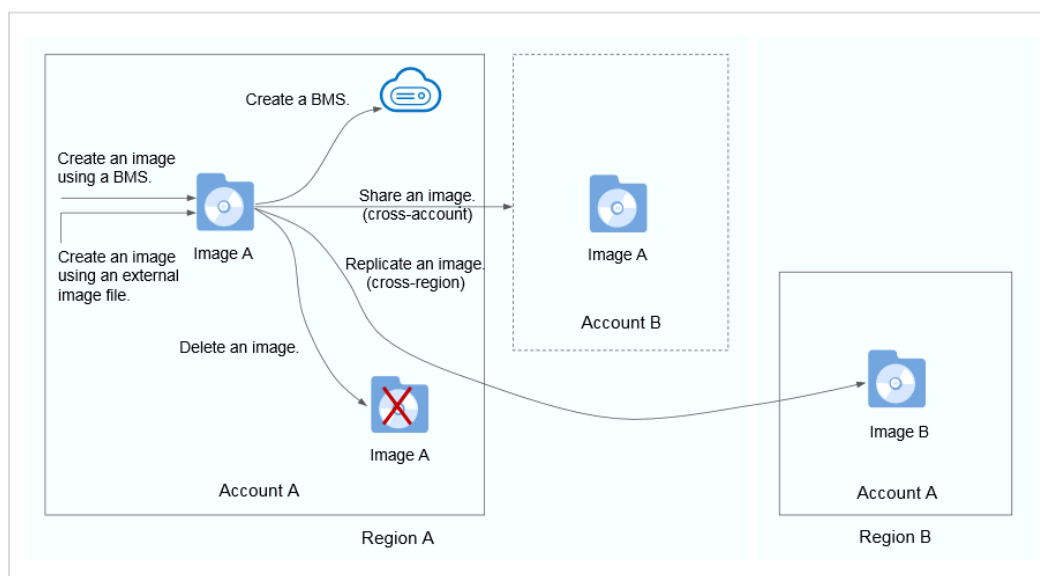 Create a BMS.
Create an image
using a BMS.
Share an image.
(cross-account)
Image A
Image A
Create an image
using an external
image file.
Replicate an image.
(cross-region)
Account B
Delete an image.
Image B
Image A
Account A
Account A
Region A
Region B